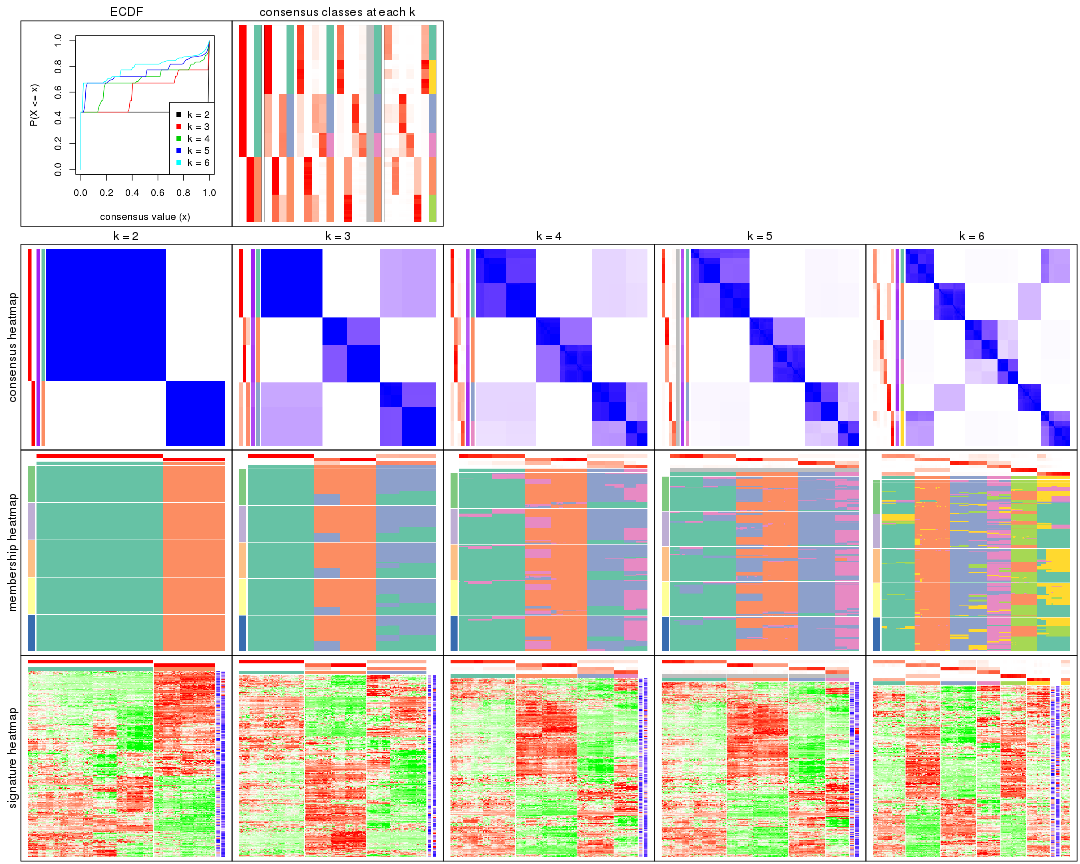 ECDF
consensus classes at each k
P(X <= x)
1.0
0.8
0.6
0.4
0.2
0.0
k = 2
k = 3
k = 4
k = 5
k = 6
0.0 0.2 0.4 0.6 0.8 1.0
consensus value (x)
k = 2
k = 3
k = 4
k = 5
k = 6
consensus heatmap
membership heatmap
signature heatmap